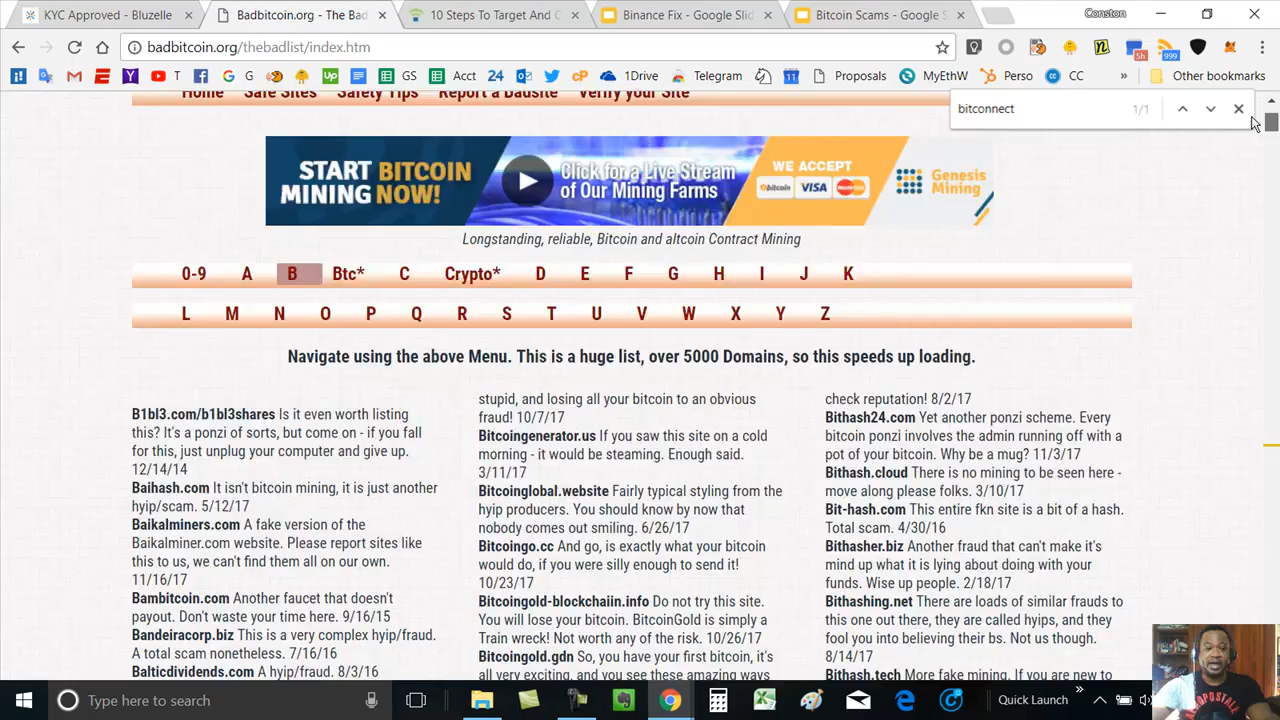 KYC Approved - Bluzelle
Badbitcoin.org - The Bad
10 Steps To Target And C
Binance Fix - Google Slid
Bitcoin Scams - Google S
Conston
badbitcoin.org/thebadlist/index.htm
5h
999
T
G
GS
Acct
24
1Drive
Telegram
11
Proposals
MyEthW
Perso
CC
»
Other bookmarks
Home Safe Sites Safety Tips Report a Badsite Verify your Site
bitconnect
1/1
START BITCOIN
MINING NOW!
Click for a Live Stream
of Our Mining Farms
WE ACCEPT
bitcoin VISA MasterCard
Genesis
Mining
Longstanding, reliable, Bitcoin and altcoin Contract Mining
0-9 A B Btc* C Crypto* D E F G H I J K
L M N O P Q R S T U V W X Y Z
Navigate using the above Menu. This is a huge list, over 5000 Domains, so this speeds up loading.
B1bl3.com/b1bl3shares Is it even worth listing
this? It's a ponzi of sorts, but come on - if you fall
for this, just unplug your computer and give up.
12/14/14
Baihash.com It isn't bitcoin mining, it is just another
hyip/scam. 5/12/17
Baikalminers.com A fake version of the
Baikalminer.com website. Please report sites like
this to us, we can't find them all on our own.
11/16/17
Bambitcoin.com Another faucet that doesn't
payout. Don't waste your time here. 9/16/15
Bandeiracorp.biz This is a very complex hyip/fraud.
A total scam nonetheless. 7/16/16
Balticdividends.com A hyip/fraud. 8/3/16
stupid, and losing all your bitcoin to an obvious
fraud! 10/7/17
Bitcoingenerator.us If you saw this site on a cold
morning - it would be steaming. Enough said.
3/11/17
Bitcoinglobal.website Fairly typical styling from the
hyip producers. You should know by now that
nobody comes out smiling. 6/26/17
Bitcoingo.cc And go, is exactly what your bitcoin
would do, if you were silly enough to send it!
10/23/17
Bitcoingold-blockchaiin.info Do not try this site.
You will lose your bitcoin. BitcoinGold is simply a
Train wreck! Not worth any of the risk. 10/26/17
Bitcoingold.gdn So, you have your first bitcoin, it's
all very exciting, and you see these amazing ways
check reputation! 8/2/17
Bithash24.com Yet another ponzi scheme. Every
bitcoin ponzi involves the admin running off with a
pot of your bitcoin. Why be a mug? 11/3/17
Bithash.cloud There is no mining to be seen here -
move along please folks. 3/10/17
Bit-hash.com This entire fkn site is a bit of a hash.
Total scam. 4/30/16
Bithasher.biz Another fraud that can't make it's
mind up what it is lying about doing with your
funds. Wise up people. 2/18/17
Bithashing.net There are loads of similar frauds to
this one out there, they are called hyips, and they
fool you into believing their bs. Not us though.
8/14/17
Bithash.tech More fake mining. If you are new to
Type here to search
Quick Launch
»